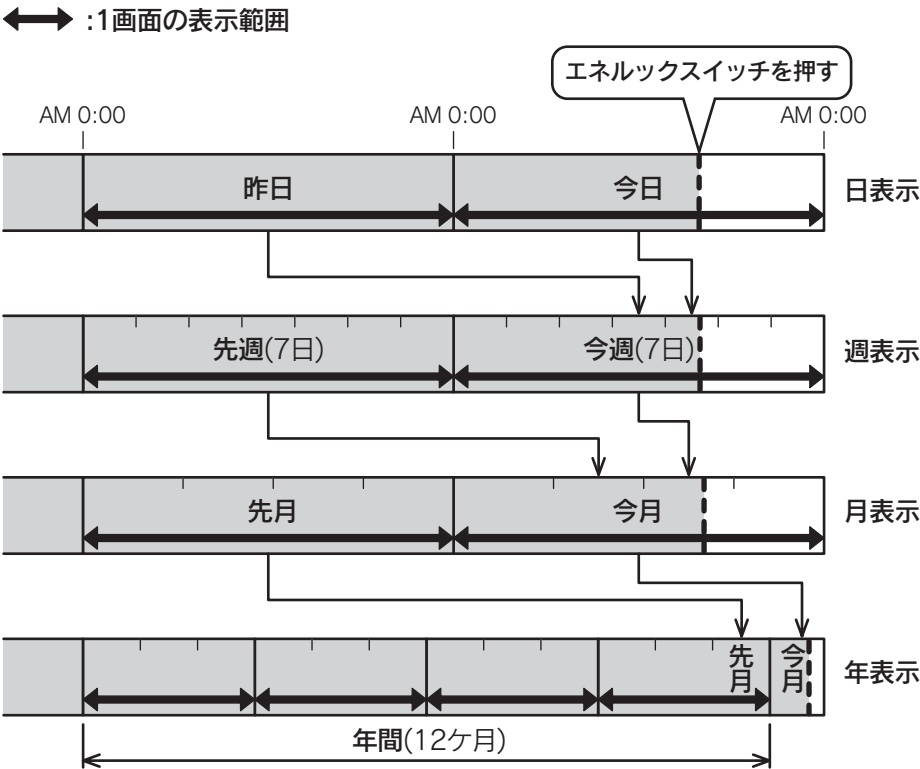 :1画面の表示範囲
エネルックスイッチを押す
AM 0:00 AM 0:00 AM 0:00
昨日 今日 日表示
先週(7日) 今週(7日) 週表示
先月 今月 月表示
先月 今月 年表示
年間(12ケ月)